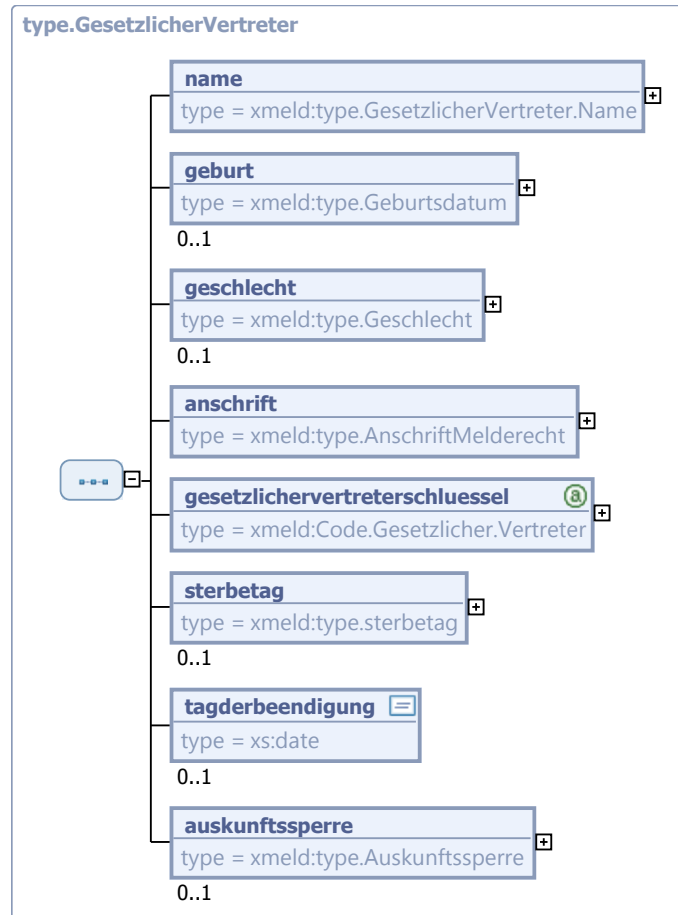 type.GesetzlicherVertreter
name
type = xmeld:type.GesetzlicherVertreter.Name
geburt
type = xmeld:type.Geburtsdatum
0..1
geschlecht
type = xmeld:type.Geschlecht
0..1
anschrift
type = xmeld:type.AnschriftMelderecht
gesetzlichervertreterschluessel a
type = xmeld:Code.Gesetzlicher.Vertreter
sterbetag
type = xmeld:type.sterbetag
0..1
tagderbeendigung
type = xs:date
0..1
auskunftssperre
type = xmeld:type.Auskunftssperre
0..1